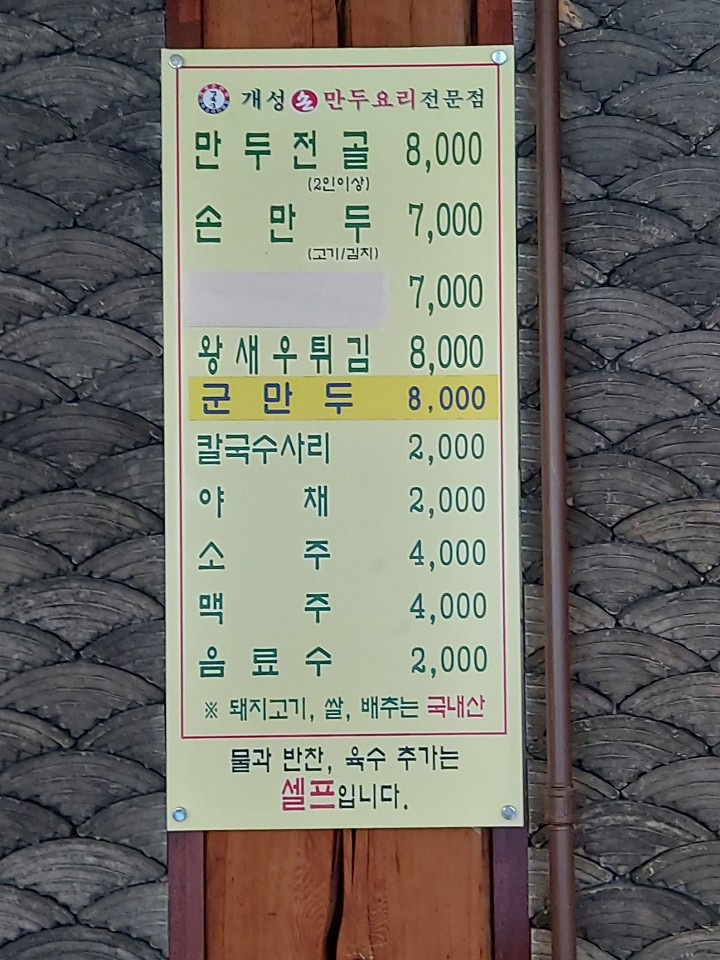 개성손만두요리전문점
만두전골 8,000
(2인이상)
손만두 7,000
(고기/김치)
7,000
왕새우튀김 8,000
군만두 8,000
칼국수사리 2,000
야채 2,000
소주 4,000
맥주 4,000
음료수 2,000
※ 돼지고기, 쌀, 배추는 국내산
물과 반찬, 육수 추가는
셀프입니다.